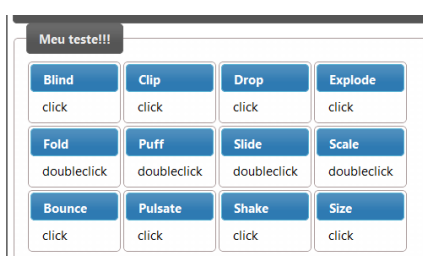 Meu teste!!!
Blind Clip Drop Explode
click click click click
Fold Puff Slide Scale
doubleclick doubleclick doubleclick doubleclick
Bounce Pulsate Shake Size
click click click click